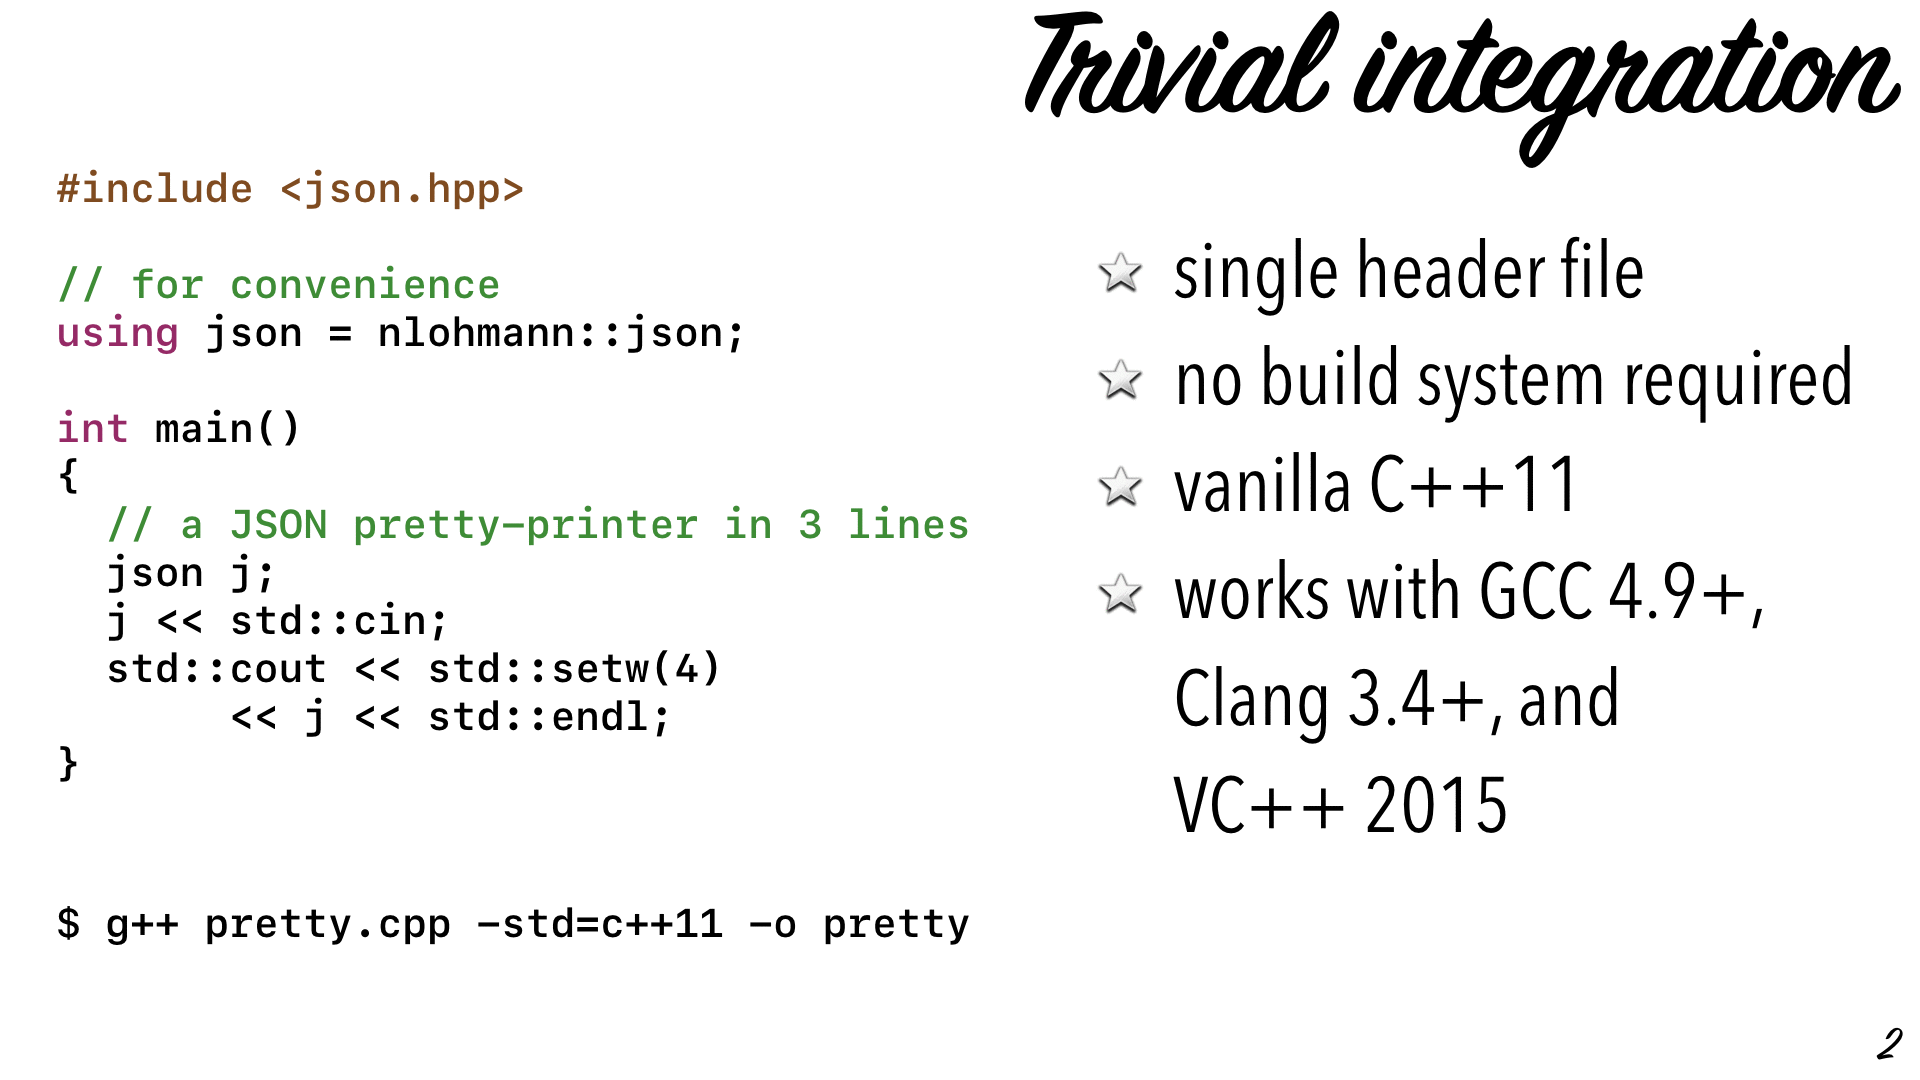 Trivial integration
#include <json.hpp>
// for convenience
using json = nlohmann::json;
int main()
{
  // a JSON pretty-printer in 3 lines
  json j;
  j << std::cin;
  std::cout << std::setw(4)
       << j << std::endl;
}
$ g++ pretty.cpp -std=c++11 -o pretty
single header file
no build system required
vanilla C++11
works with GCC 4.9+,
Clang 3.4+, and
VC++ 2015
2